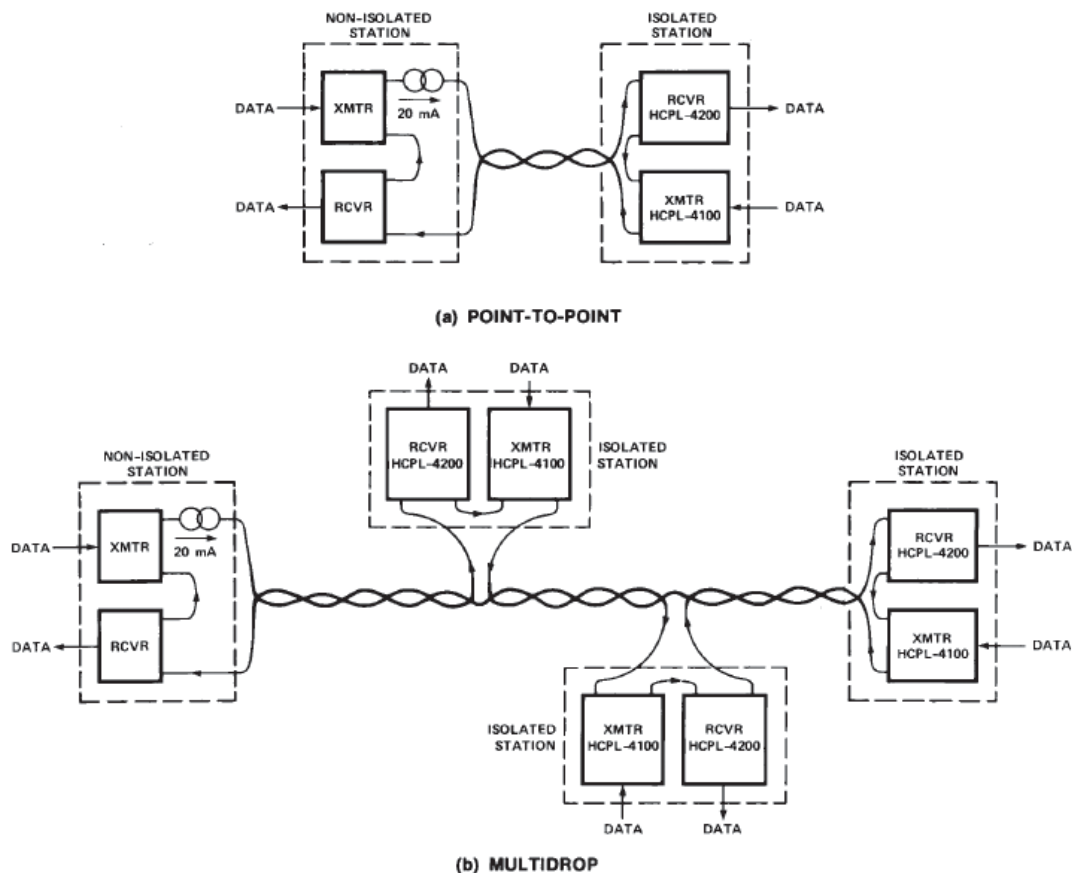 NON-ISOLATED
STATION
ISOLATED
STATION
DATA
XMTR
20 mA
RCVR
HCPL-4200
DATA
DATA
RCVR
XMTR
HCPL-4100
DATA
(a) POINT-TO-POINT
DATA
DATA
RCVR
HCPL-4200
XMTR
HCPL-4100
ISOLATED
STATION
NON-ISOLATED
STATION
ISOLATED
STATION
DATA
XMTR
20 mA
RCVR
HCPL-4200
DATA
DATA
RCVR
XMTR
HCPL-4100
DATA
ISOLATED
STATION
XMTR
HCPL-4100
RCVR
HCPL-4200
DATA
DATA
(b) MULTIDROP